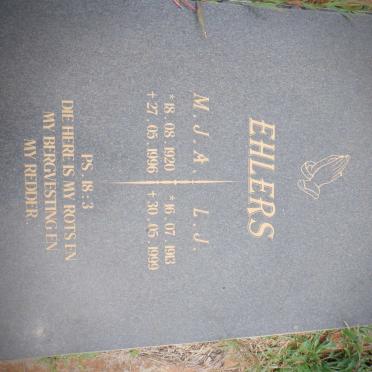 EHLERS
M. J. A. L. J.
* 18. 08 1920 * 16 07 1913
+ 27. 05. 1996 + 30. 05. 1999
PS. 18 : 3
DIE HERE IS MY ROTS EN
MY BERGVESTING EN
MY REDDER.